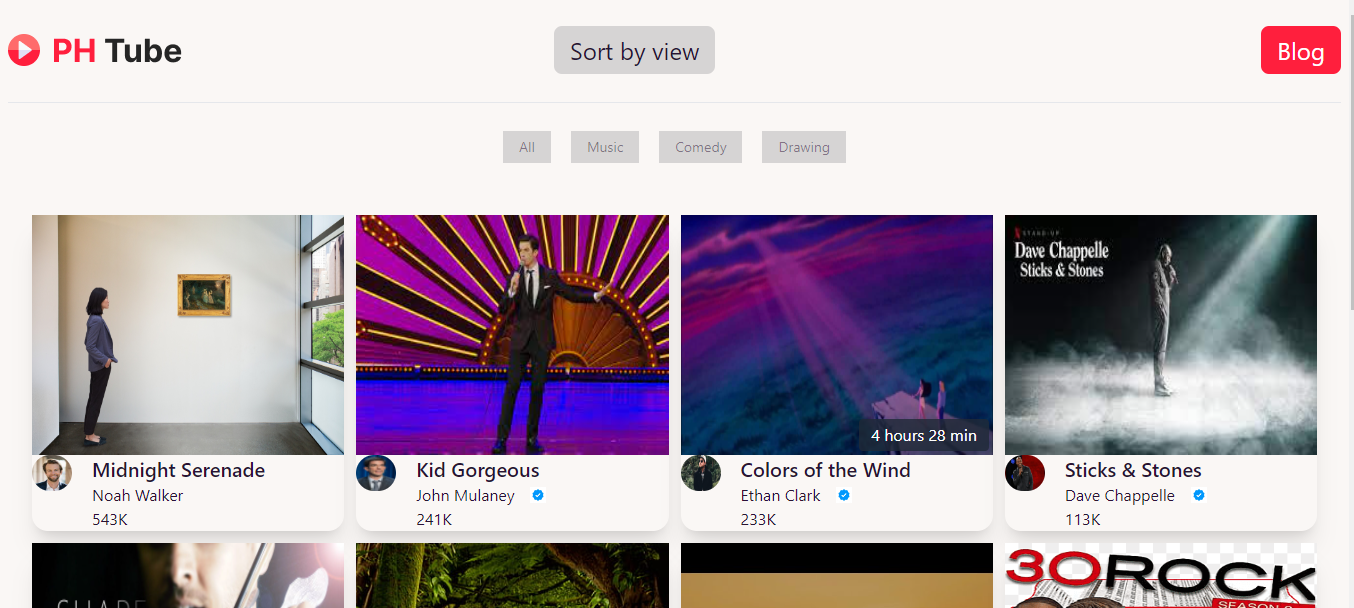 PH Tube
Sort by view
Blog
All
Music
Comedy
Drawing
STAND-UP
Dave Chappelle
Sticks & Stones
4 hours 28 min
Midnight Serenade
Noah Walker
543K
Kid Gorgeous
John Mulaney
241K
Colors of the Wind
Ethan Clark
233K
Sticks & Stones
Dave Chappelle
113K
30ROCK